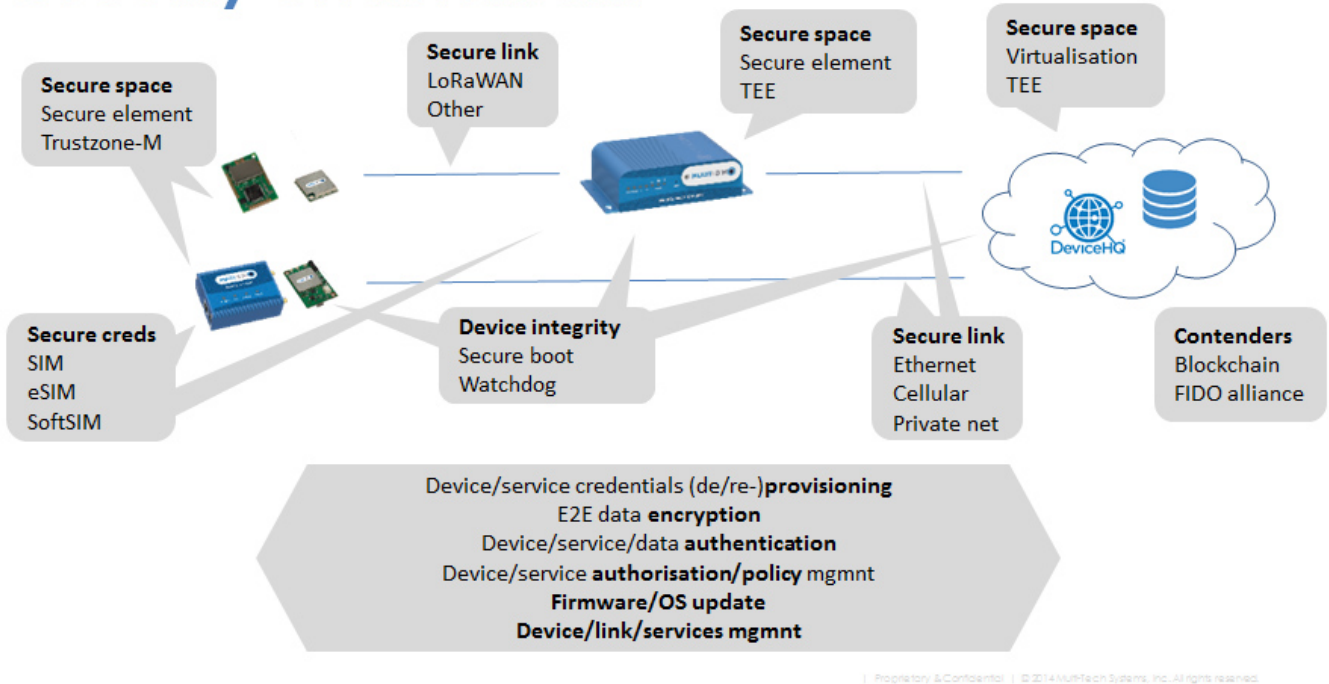 Secure space
Secure element
Trustzone-M
Secure link
LoRaWAN
Other
Secure space
Secure element
TEE
Secure space
Virtualisation
TEE
DeviceHQ
Secure creds
SIM
eSIM
SoftSIM
Device integrity
Secure boot
Watchdog
Secure link
Ethernet
Cellular
Private net
Contenders
Blockchain
FIDO alliance
Device/service credentials (de/re-)provisioning
E2E data encryption
Device/service/data authentication
Device/service authorisation/policy mgmnt
Firmware/OS update
Device/link/services mgmnt
| Proprietary & Confidential | © 2014 Multi-Tech Systems, Inc. All rights reserved.